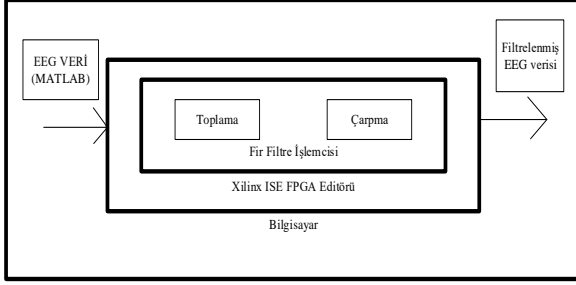 EEG VERİ
(MATLAB)
Filtrelenmiş
EEG verisi
Toplama
Çarpma
Fir Filtre İşlemcisi
Xilinx ISE FPGA Editörü
Bilgisayar